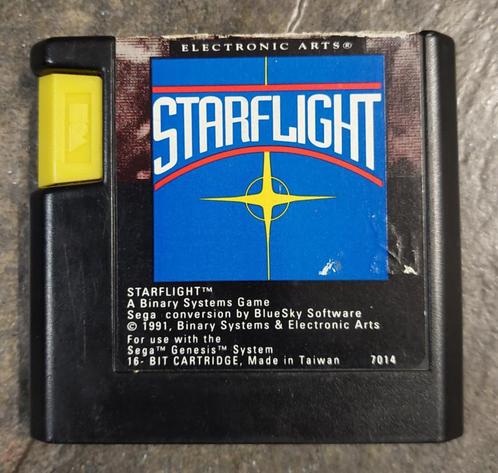 ELECTRONIC ARTS®
STARFLIGHT
STARFLIGHT™
A Binary Systems Game
Sega conversion by BlueSky Software
© 1991, Binary Systems & Electronic Arts
For use with the
Sega™ Genesis™ System
16- BIT CARTRIDGE, Made in Taiwan 7014